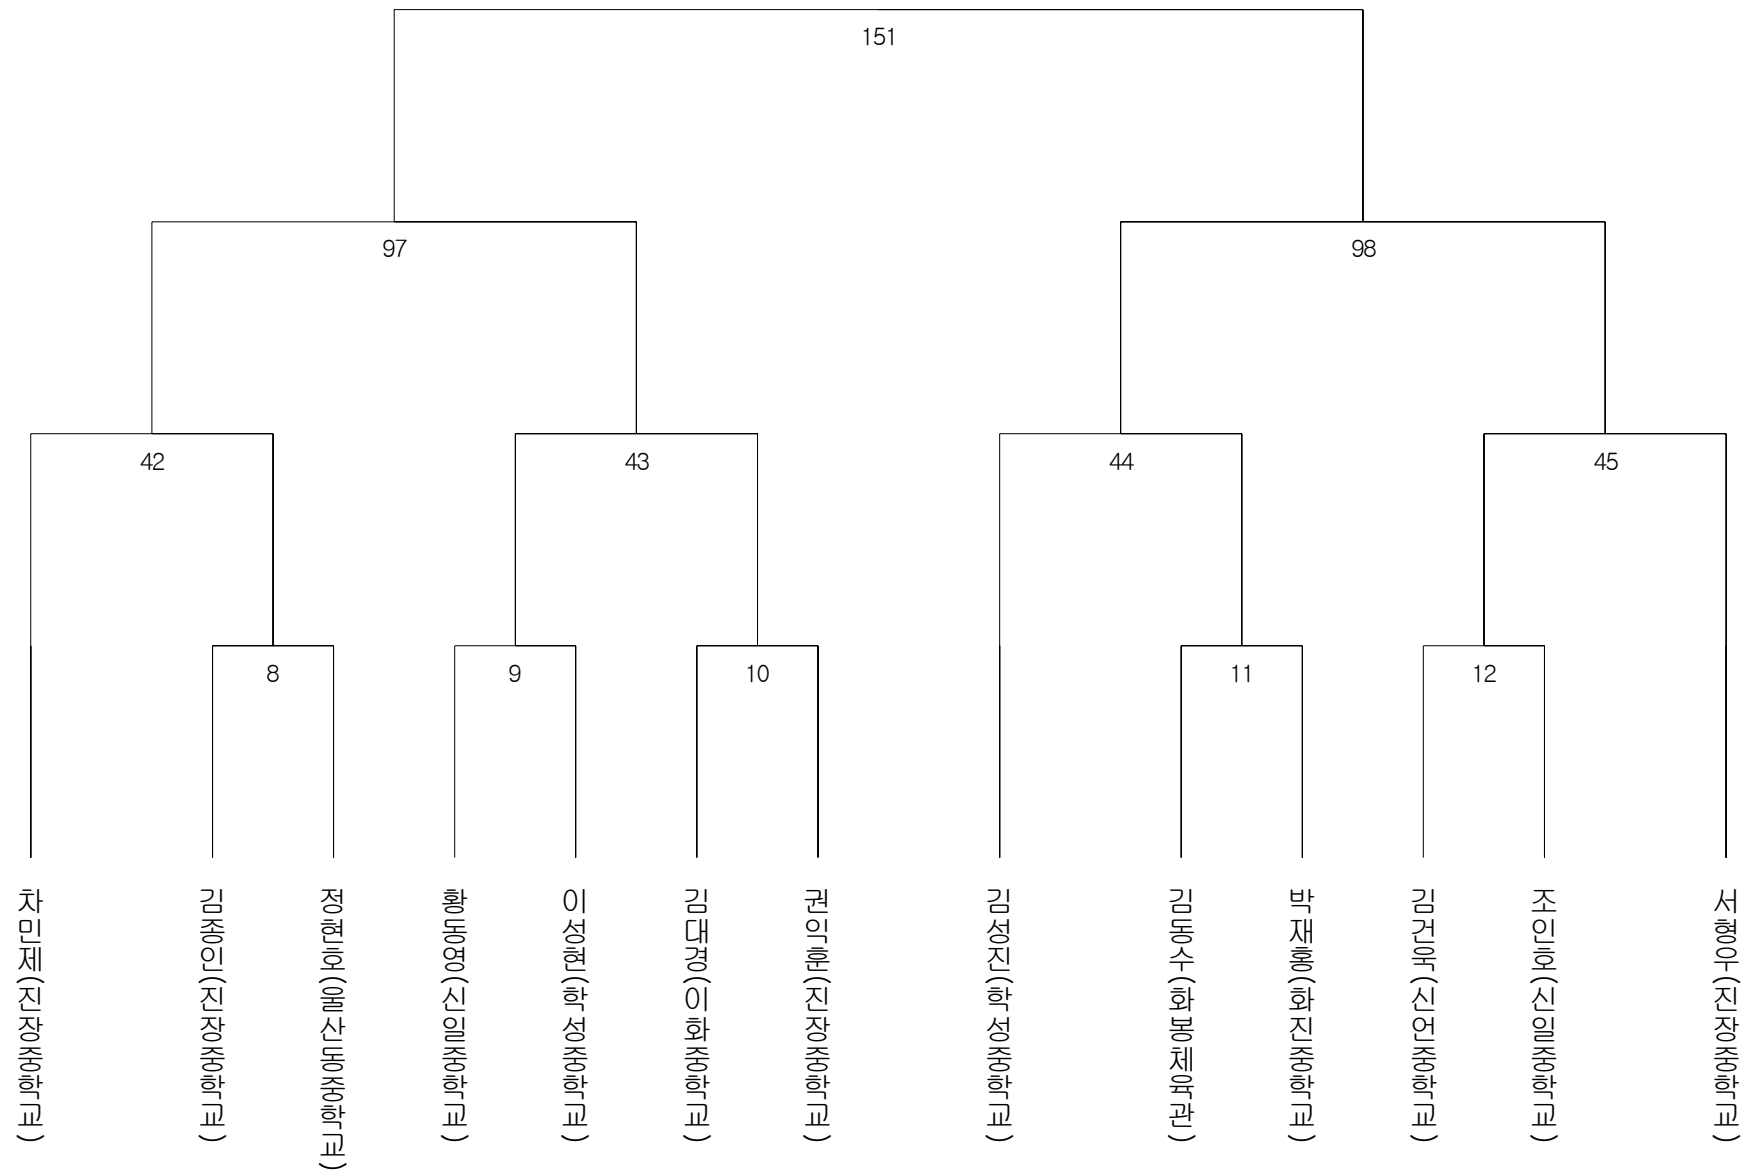 151
97
98
42
43
44
45
8
9
10
11
12
차민제(진장중학교)
김종인(진장중학교)
정현호(울산동중학교)
황동영(신일중학교)
이성현(학성중학교)
김대경(이화중학교)
권익훈(진장중학교)
김성진(학성중학교)
김동수(화봉체육관)
박재홍(화진중학교)
김건욱(신언중학교)
조인호(신일중학교)
서형우(진장중학교)